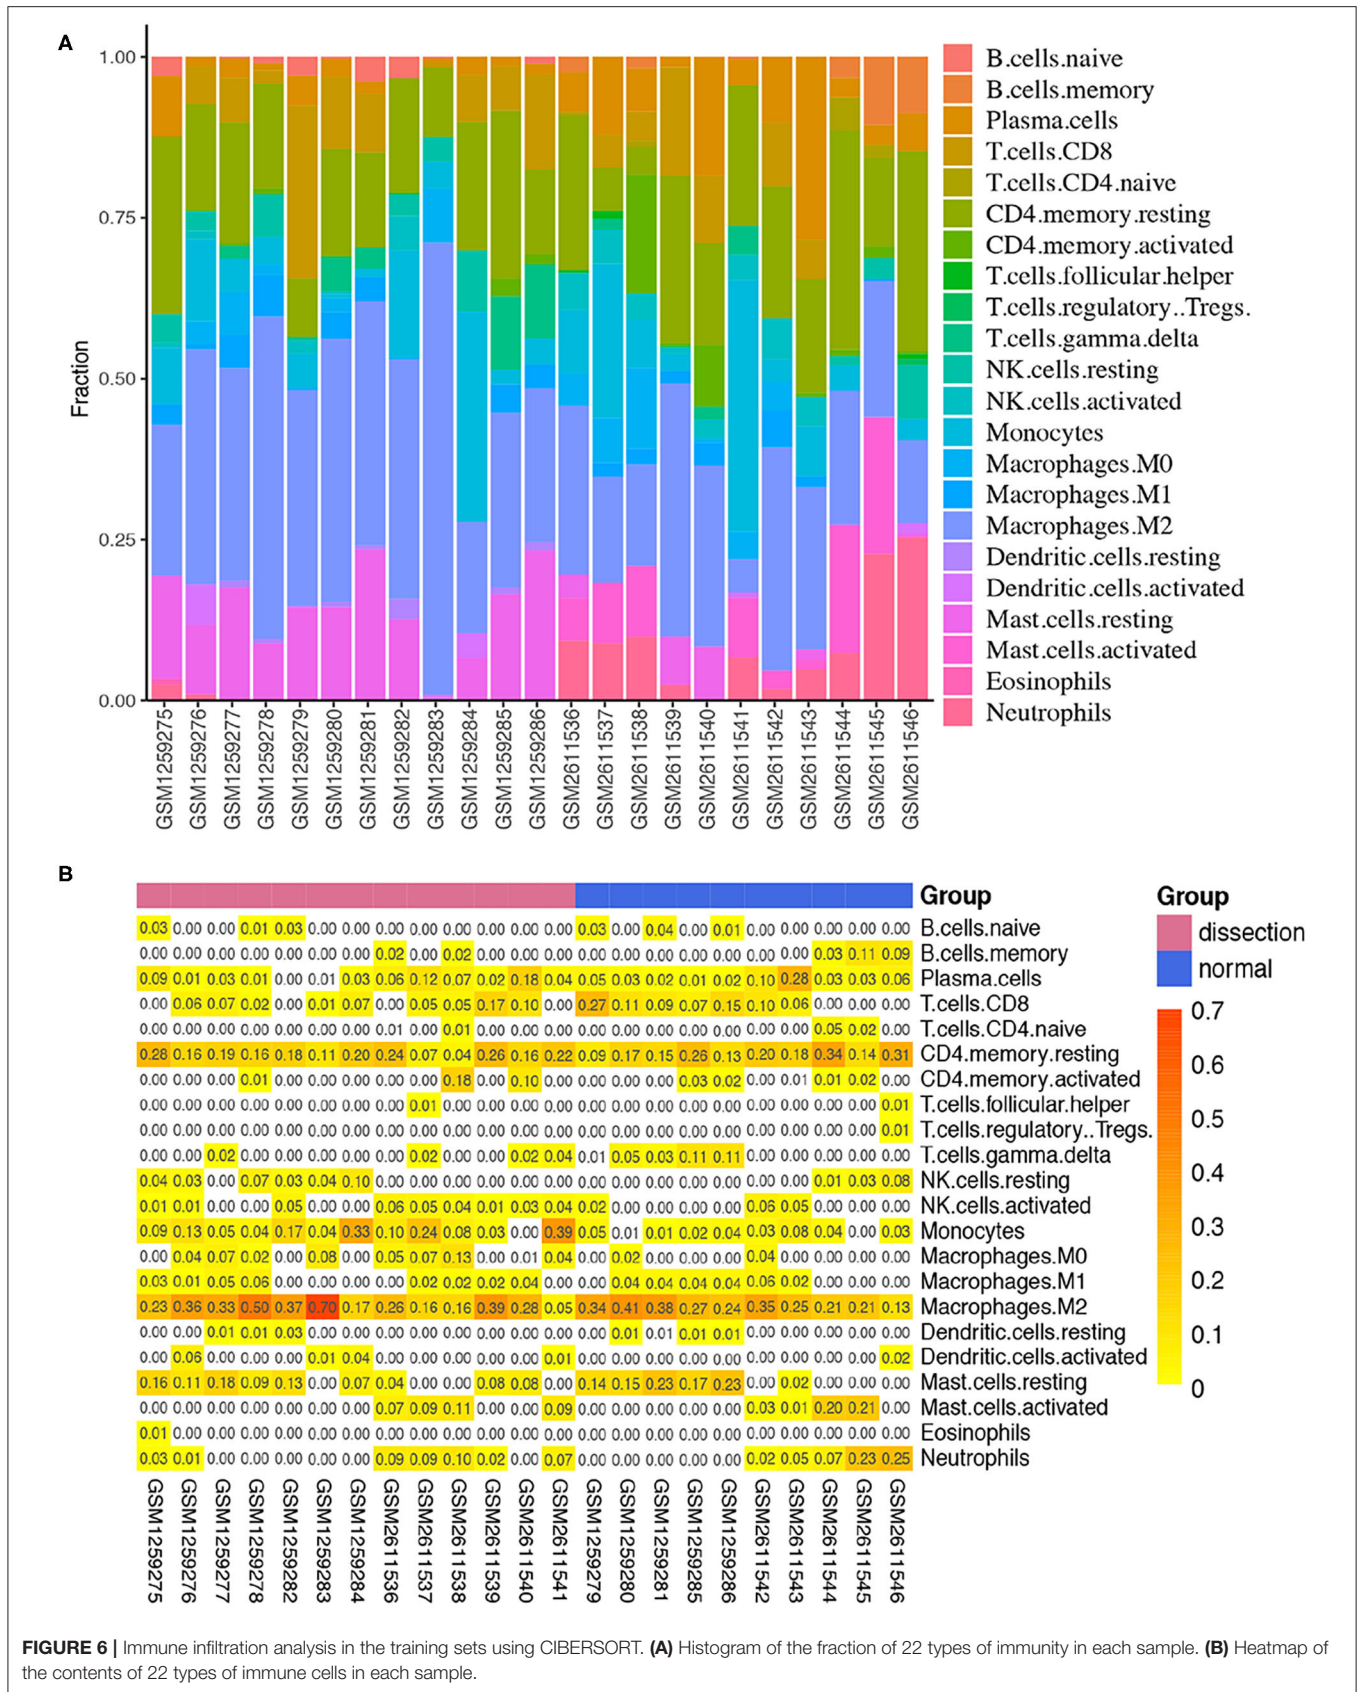 A
1.00
0.75
0.50
0.25
0.00
Fraction
B.cells.naive
B.cells.memory
Plasma.cells
T.cells.CD8
T.cells.CD4.naive
CD4.memory.resting
CD4.memory.activated
T.cells.follicular.helper
T.cells.regulatory..Tregs.
T.cells.gamma.delta
NK.cells.resting
NK.cells.activated
Monocytes
Macrophages.M0
Macrophages.M1
Macrophages.M2
Dendritic.cells.resting
Dendritic.cells.activated
Mast.cells.resting
Mast.cells.activated
Eosinophils
Neutrophils
GSM1259275
GSM1259276
GSM1259277
GSM1259278
GSM1259279
GSM1259280
GSM1259281
GSM1259282
GSM1259283
GSM1259284
GSM1259285
GSM1259286
GSM2611536
GSM2611537
GSM2611538
GSM2611539
GSM2611540
GSM2611541
GSM2611542
GSM2611543
GSM2611544
GSM2611545
GSM2611546
B
Group
0.03 0.00 0.00 0.01 0.03 0.00 0.00 0.00 0.00 0.00 0.00 0.00 0.00 0.03 0.00 0.04 0.00 0.01 0.00 0.00 0.00 0.00 0.00 B.cells.naive
0.00 0.00 0.00 0.00 0.00 0.00 0.00 0.02 0.00 0.02 0.00 0.00 0.00 0.00 0.00 0.00 0.00 0.00 0.00 0.00 0.03 0.11 0.09 B.cells.memory
0.09 0.01 0.03 0.01 0.00 0.01 0.03 0.06 0.12 0.07 0.02 0.18 0.04 0.05 0.03 0.02 0.01 0.02 0.10 0.28 0.03 0.03 0.06 Plasma.cells
0.00 0.06 0.07 0.02 0.00 0.01 0.07 0.00 0.05 0.05 0.17 0.10 0.00 0.27 0.11 0.09 0.07 0.15 0.10 0.06 0.00 0.00 0.00 T.cells.CD8
0.00 0.00 0.00 0.00 0.00 0.00 0.00 0.01 0.00 0.01 0.00 0.00 0.00 0.00 0.00 0.00 0.00 0.00 0.00 0.00 0.05 0.02 0.00 T.cells.CD4.naive
0.28 0.16 0.19 0.16 0.18 0.11 0.20 0.24 0.07 0.04 0.26 0.16 0.22 0.09 0.17 0.15 0.26 0.13 0.20 0.18 0.34 0.14 0.31 CD4.memory.resting
0.00 0.00 0.00 0.01 0.00 0.00 0.00 0.00 0.00 0.18 0.00 0.10 0.00 0.00 0.00 0.00 0.03 0.02 0.00 0.01 0.01 0.02 0.00 CD4.memory.activated
0.00 0.00 0.00 0.00 0.00 0.00 0.00 0.00 0.01 0.00 0.00 0.00 0.00 0.00 0.00 0.00 0.00 0.00 0.00 0.00 0.00 0.00 0.01 T.cells.follicular.helper
0.00 0.00 0.00 0.00 0.00 0.00 0.00 0.00 0.00 0.00 0.00 0.00 0.00 0.00 0.00 0.00 0.00 0.00 0.00 0.00 0.00 0.00 0.01 T.cells.regulatory..Tregs.
0.00 0.00 0.02 0.00 0.00 0.00 0.00 0.00 0.02 0.00 0.00 0.02 0.04 0.01 0.05 0.03 0.11 0.11 0.00 0.00 0.00 0.00 0.00 T.cells.gamma.delta
0.04 0.03 0.00 0.07 0.03 0.04 0.10 0.00 0.00 0.00 0.00 0.00 0.00 0.00 0.00 0.00 0.00 0.00 0.00 0.00 0.01 0.03 0.08 NK.cells.resting
0.01 0.01 0.00 0.00 0.05 0.00 0.00 0.06 0.05 0.04 0.01 0.03 0.04 0.02 0.00 0.00 0.00 0.00 0.06 0.05 0.00 0.00 0.00 NK.cells.activated
0.09 0.13 0.05 0.04 0.17 0.04 0.33 0.10 0.24 0.08 0.03 0.00 0.39 0.05 0.01 0.01 0.02 0.04 0.03 0.08 0.04 0.00 0.03 Monocytes
0.00 0.04 0.07 0.02 0.00 0.08 0.00 0.05 0.07 0.13 0.00 0.01 0.04 0.00 0.02 0.00 0.00 0.00 0.04 0.00 0.00 0.00 0.00 Macrophages.M0
0.03 0.01 0.05 0.06 0.00 0.00 0.00 0.00 0.02 0.02 0.02 0.04 0.00 0.00 0.04 0.04 0.04 0.04 0.06 0.02 0.00 0.00 0.00 Macrophages.M1
0.23 0.36 0.33 0.50 0.37 0.70 0.17 0.26 0.16 0.16 0.39 0.28 0.05 0.34 0.41 0.38 0.27 0.24 0.35 0.25 0.21 0.21 0.13 Macrophages.M2
0.00 0.00 0.01 0.01 0.03 0.00 0.00 0.00 0.00 0.00 0.00 0.00 0.00 0.00 0.01 0.01 0.01 0.01 0.00 0.00 0.00 0.00 0.00 Dendritic.cells.resting
0.00 0.06 0.00 0.00 0.00 0.01 0.04 0.00 0.00 0.00 0.00 0.00 0.01 0.00 0.00 0.00 0.00 0.00 0.00 0.00 0.00 0.00 0.02 Dendritic.cells.activated
0.16 0.11 0.18 0.09 0.13 0.00 0.07 0.04 0.00 0.00 0.08 0.08 0.00 0.14 0.15 0.23 0.17 0.23 0.00 0.02 0.00 0.00 0.00 Mast.cells.resting
0.00 0.00 0.00 0.00 0.00 0.00 0.00 0.07 0.09 0.11 0.00 0.00 0.09 0.00 0.00 0.00 0.00 0.00 0.03 0.01 0.20 0.21 0.00 Mast.cells.activated
0.01 0.00 0.00 0.00 0.00 0.00 0.00 0.00 0.00 0.00 0.00 0.00 0.00 0.00 0.00 0.00 0.00 0.00 0.00 0.00 0.00 0.00 0.00 Eosinophils
0.03 0.01 0.00 0.00 0.00 0.00 0.00 0.09 0.09 0.10 0.02 0.00 0.07 0.00 0.00 0.00 0.00 0.00 0.02 0.05 0.07 0.23 0.25 Neutrophils
GSM1259275
GSM1259276
GSM1259277
GSM1259278
GSM1259282
GSM1259283
GSM1259284
GSM2611536
GSM2611537
GSM2611538
GSM2611539
GSM2611540
GSM2611541
GSM1259279
GSM1259280
GSM1259281
GSM1259285
GSM1259286
GSM2611542
GSM2611543
GSM2611544
GSM2611545
GSM2611546
Group
dissection
normal
0.7
0.6
0.5
0.4
0.3
0.2
0.1
0
FIGURE 6 | Immune infiltration analysis in the training sets using CIBERSORT. (A) Histogram of the fraction of 22 types of immunity in each sample. (B) Heatmap of
the contents of 22 types of immune cells in each sample.